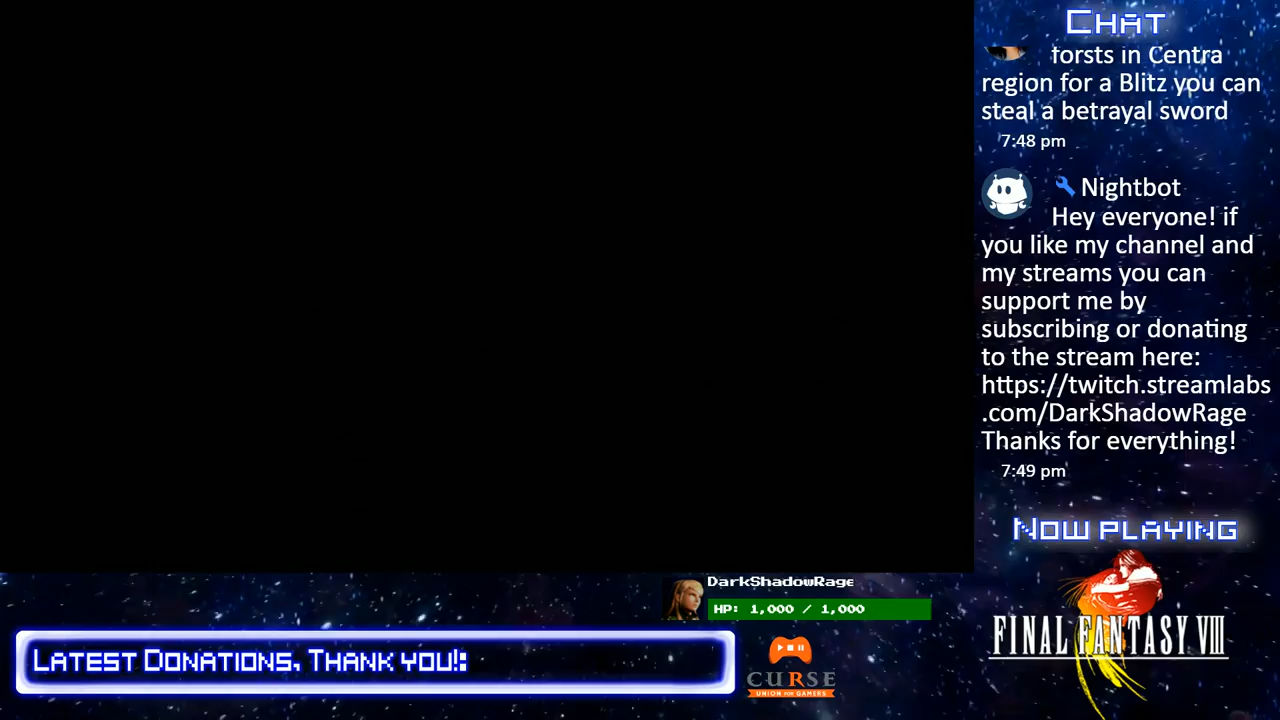 CHAT
forsts in Centra
region for a Blitz you can
steal a betrayal sword
7:48 pm
Nightbot
Hey everyone! if
you like my channel and
my streams you can
support me by
subscribing or donating
to the stream here:
https://twitch.streamlabs
.com/DarkShadowRage
Thanks for everything!
7:49 pm
NOW PLAYING
FINAL FANTASY VIII
DarkShadowRage
HP: 1,000 / 1,000
LATEST DONATIONS, THANK YOU!:
CURSE
UNION FOR GAMERS